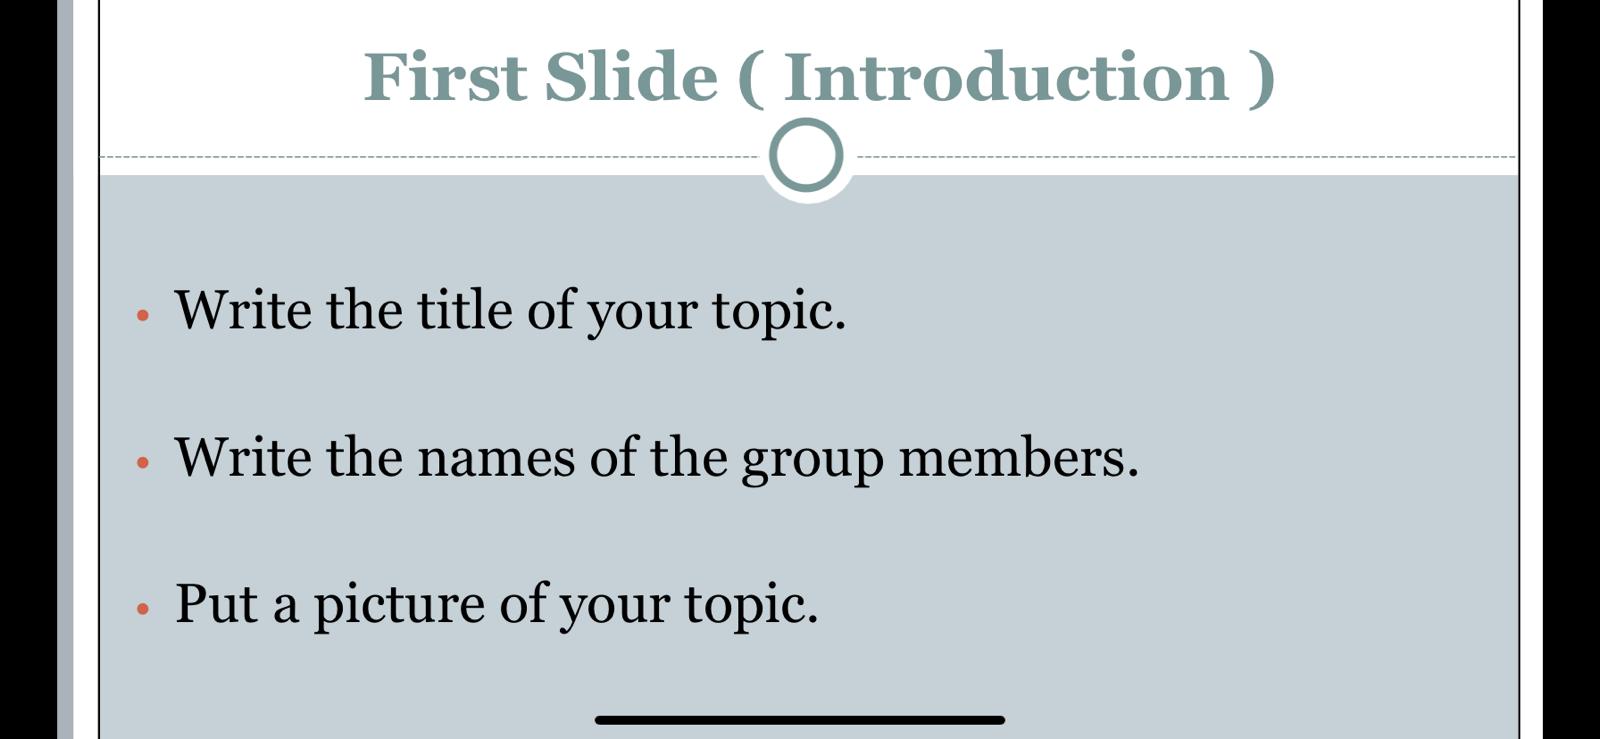 First Slide ( Introduction )
• Write the title of your topic.
• Write the names of the group members.
• Put a picture of your topic.